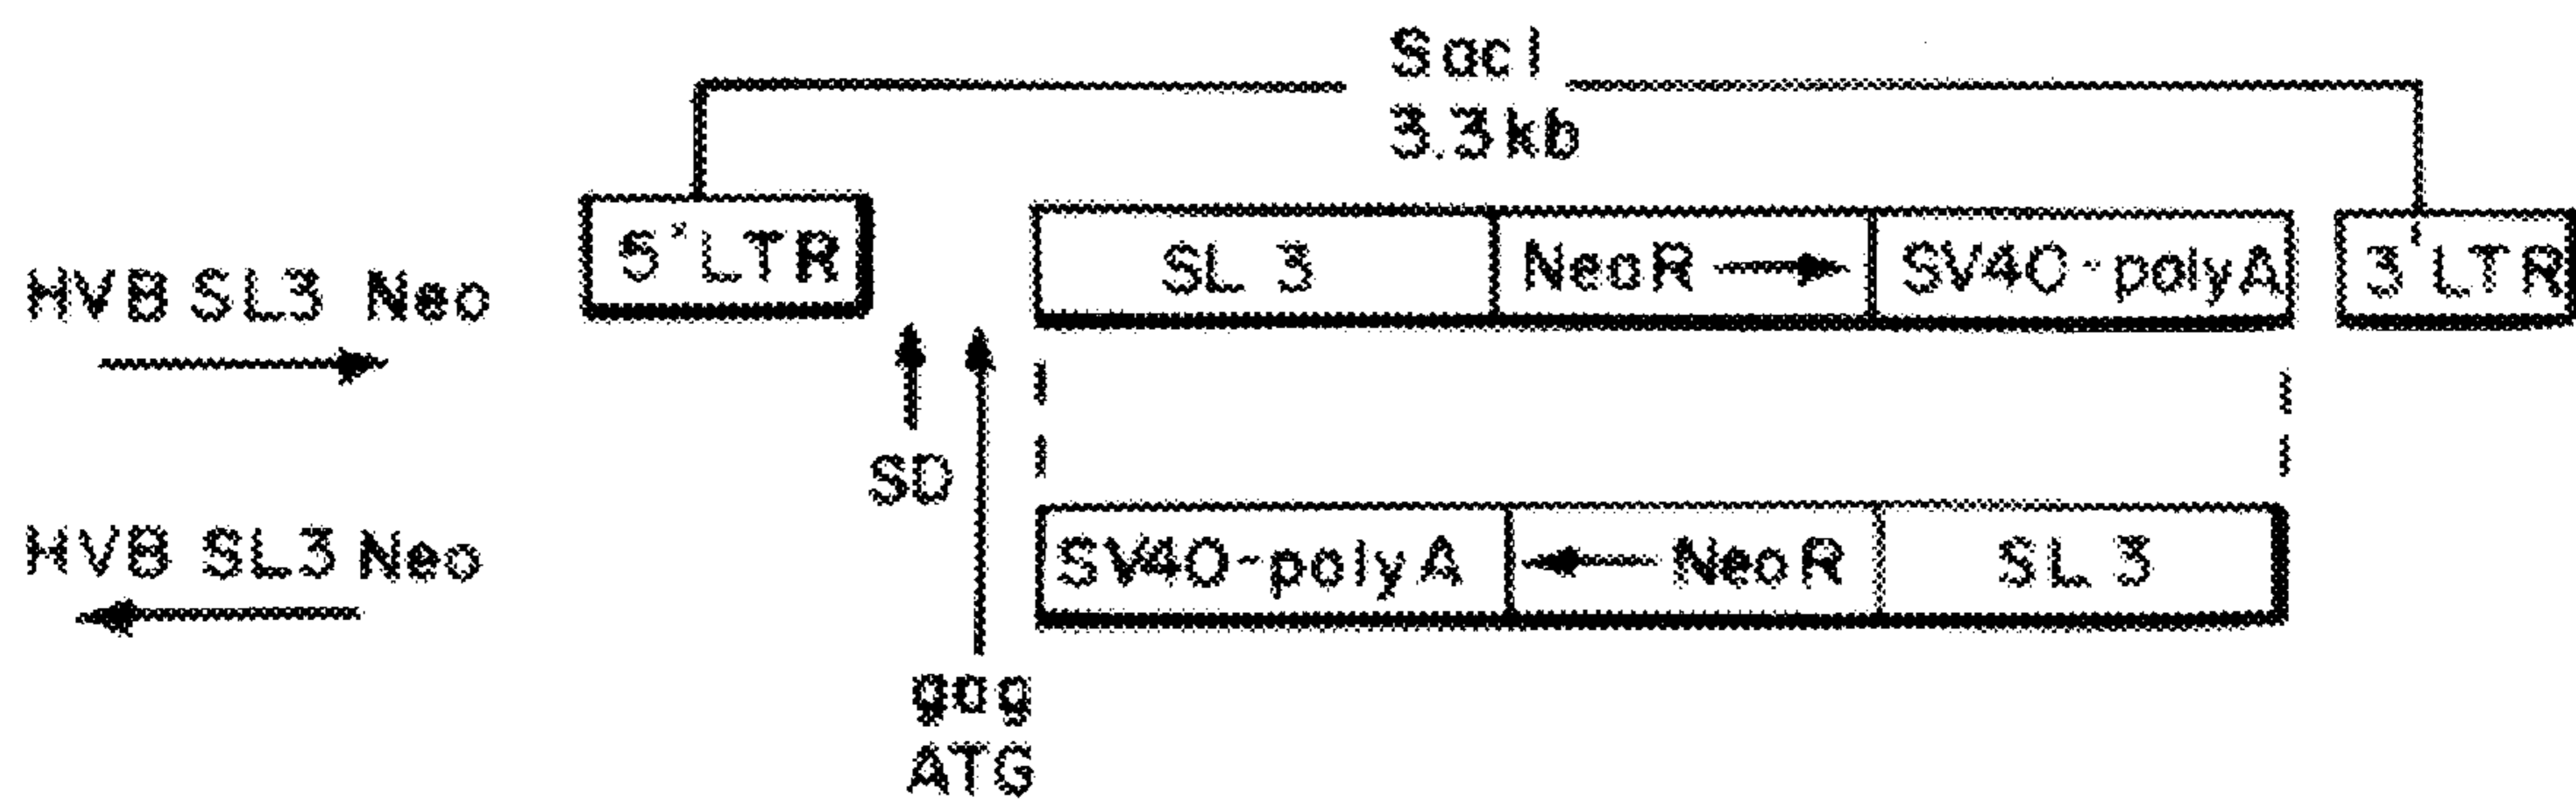 SacI
3.3kb
HVB SL3 Neo
5' LTR
SL 3
NeoR
SV40-polyA
3' LTR
SD
HVB SL3 Neo
SV40-polyA
NeoR
SL 3
gag
ATG